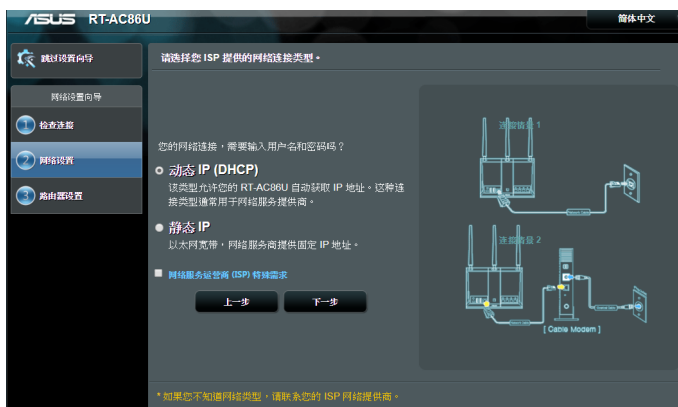 ASUS RT-AC86U
简体中文
跳过设置向导
请选择您 ISP 提供的网络连接类型。
网络设置向导
1 检查连接
2 网络设置
3 路由器设置
您的网络连接，需要输入用户名和密码吗？
动态 IP (DHCP)
该类型允许您的 RT-AC86U 自动获取 IP 地址。这种连
接类型通常用于网络服务提供商。
静态 IP
以太网宽带，网络服务商提供固定 IP 地址。
网络服务运营商 (ISP) 特殊需求
上一步
下一步
连接情景 1
连接情景 2
[ Cable Modem ]
*如果您不知道网络类型，请联系您的 ISP 网络提供商。